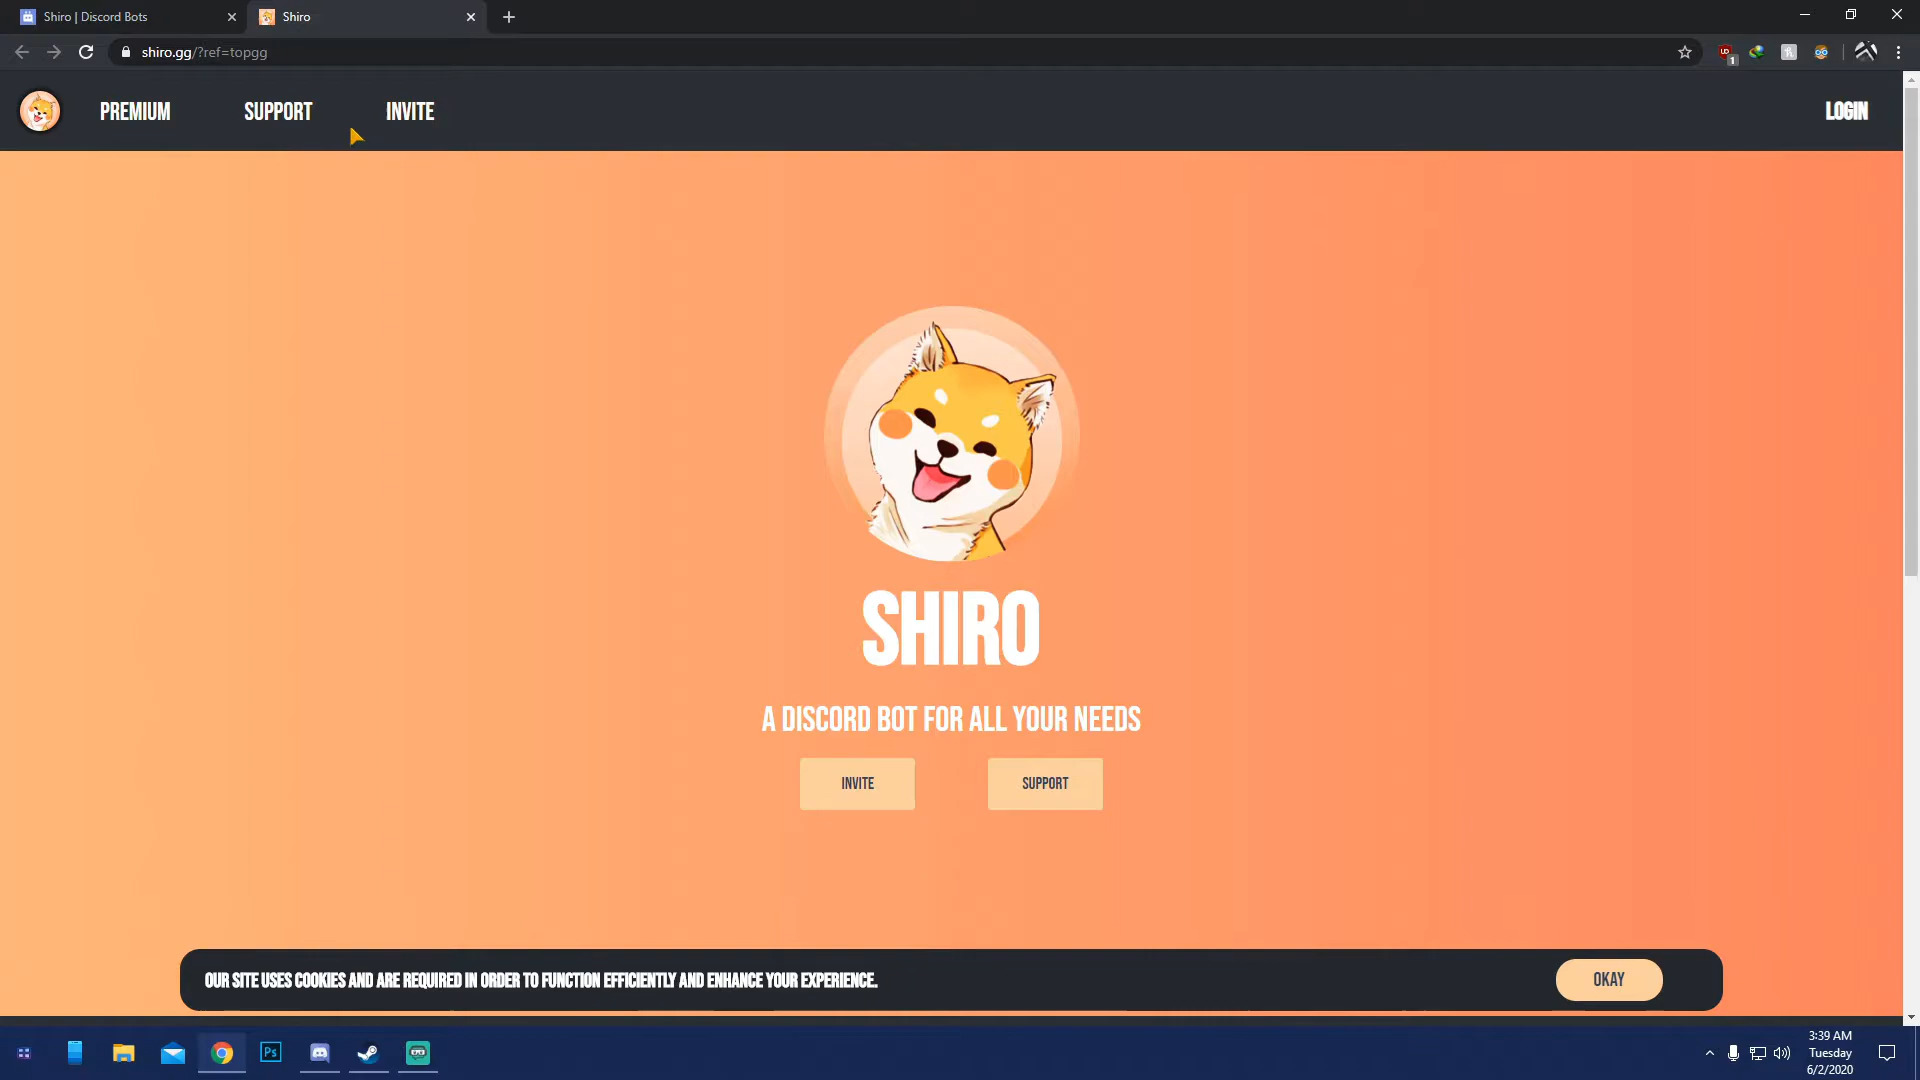 Shiro | Discord Bots
Shiro
shiro.gg/?ref=topgg
1
PREMIUM
SUPPORT
INVITE
LOGIN
SHIRO
A DISCORD BOT FOR ALL YOUR NEEDS
INVITE
SUPPORT
OUR SITE USES COOKIES AND ARE REQUIRED IN ORDER TO FUNCTION EFFICIENTLY AND ENHANCE YOUR EXPERIENCE.
OKAY
Ps
3:39 AM
Tuesday
6/2/2020